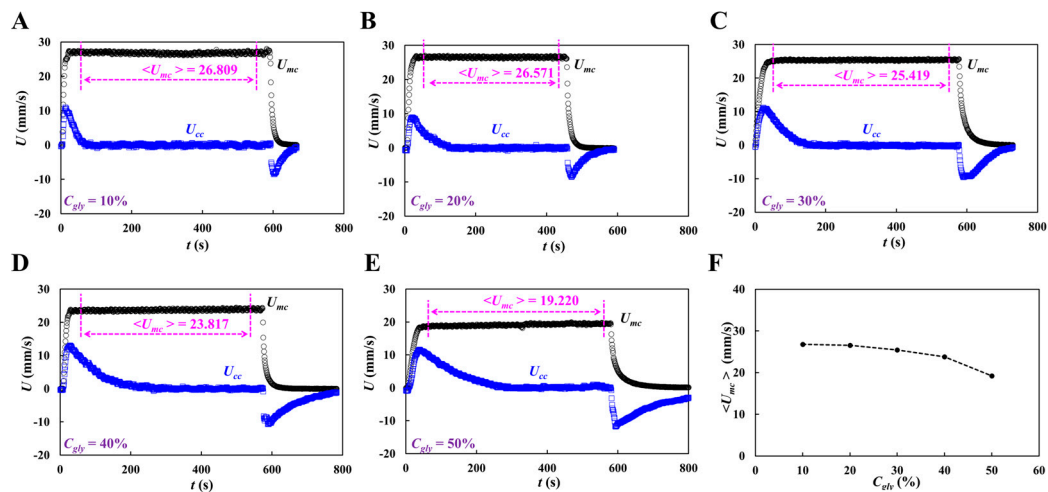 A
30
20
10
0
-10
-20
U (mm/s)
<Umc> = 26.809
Umc
Ucc
Cgly = 10%
0 200 400 600 800
t (s)
B
30
20
10
0
-10
-20
U (mm/s)
<Umc> = 26.571
Umc
Ucc
Cgly = 20%
0 200 400 600 800
t (s)
C
30
20
10
0
-10
-20
U (mm/s)
<Umc> = 25.419
Umc
Ucc
Cgly = 30%
0 200 400 600 800
t (s)
D
30
20
10
0
-10
-20
U (mm/s)
<Umc> = 23.817
Umc
Ucc
Cgly = 40%
0 200 400 600 800
t (s)
E
30
20
10
0
-10
-20
U (mm/s)
<Umc> = 19.220
Umc
Ucc
Cgly = 50%
0 200 400 600 800
t (s)
F
40
30
20
10
0
<Umc> (mm/s)
0 10 20 30 40 50 60
Cgly (%)